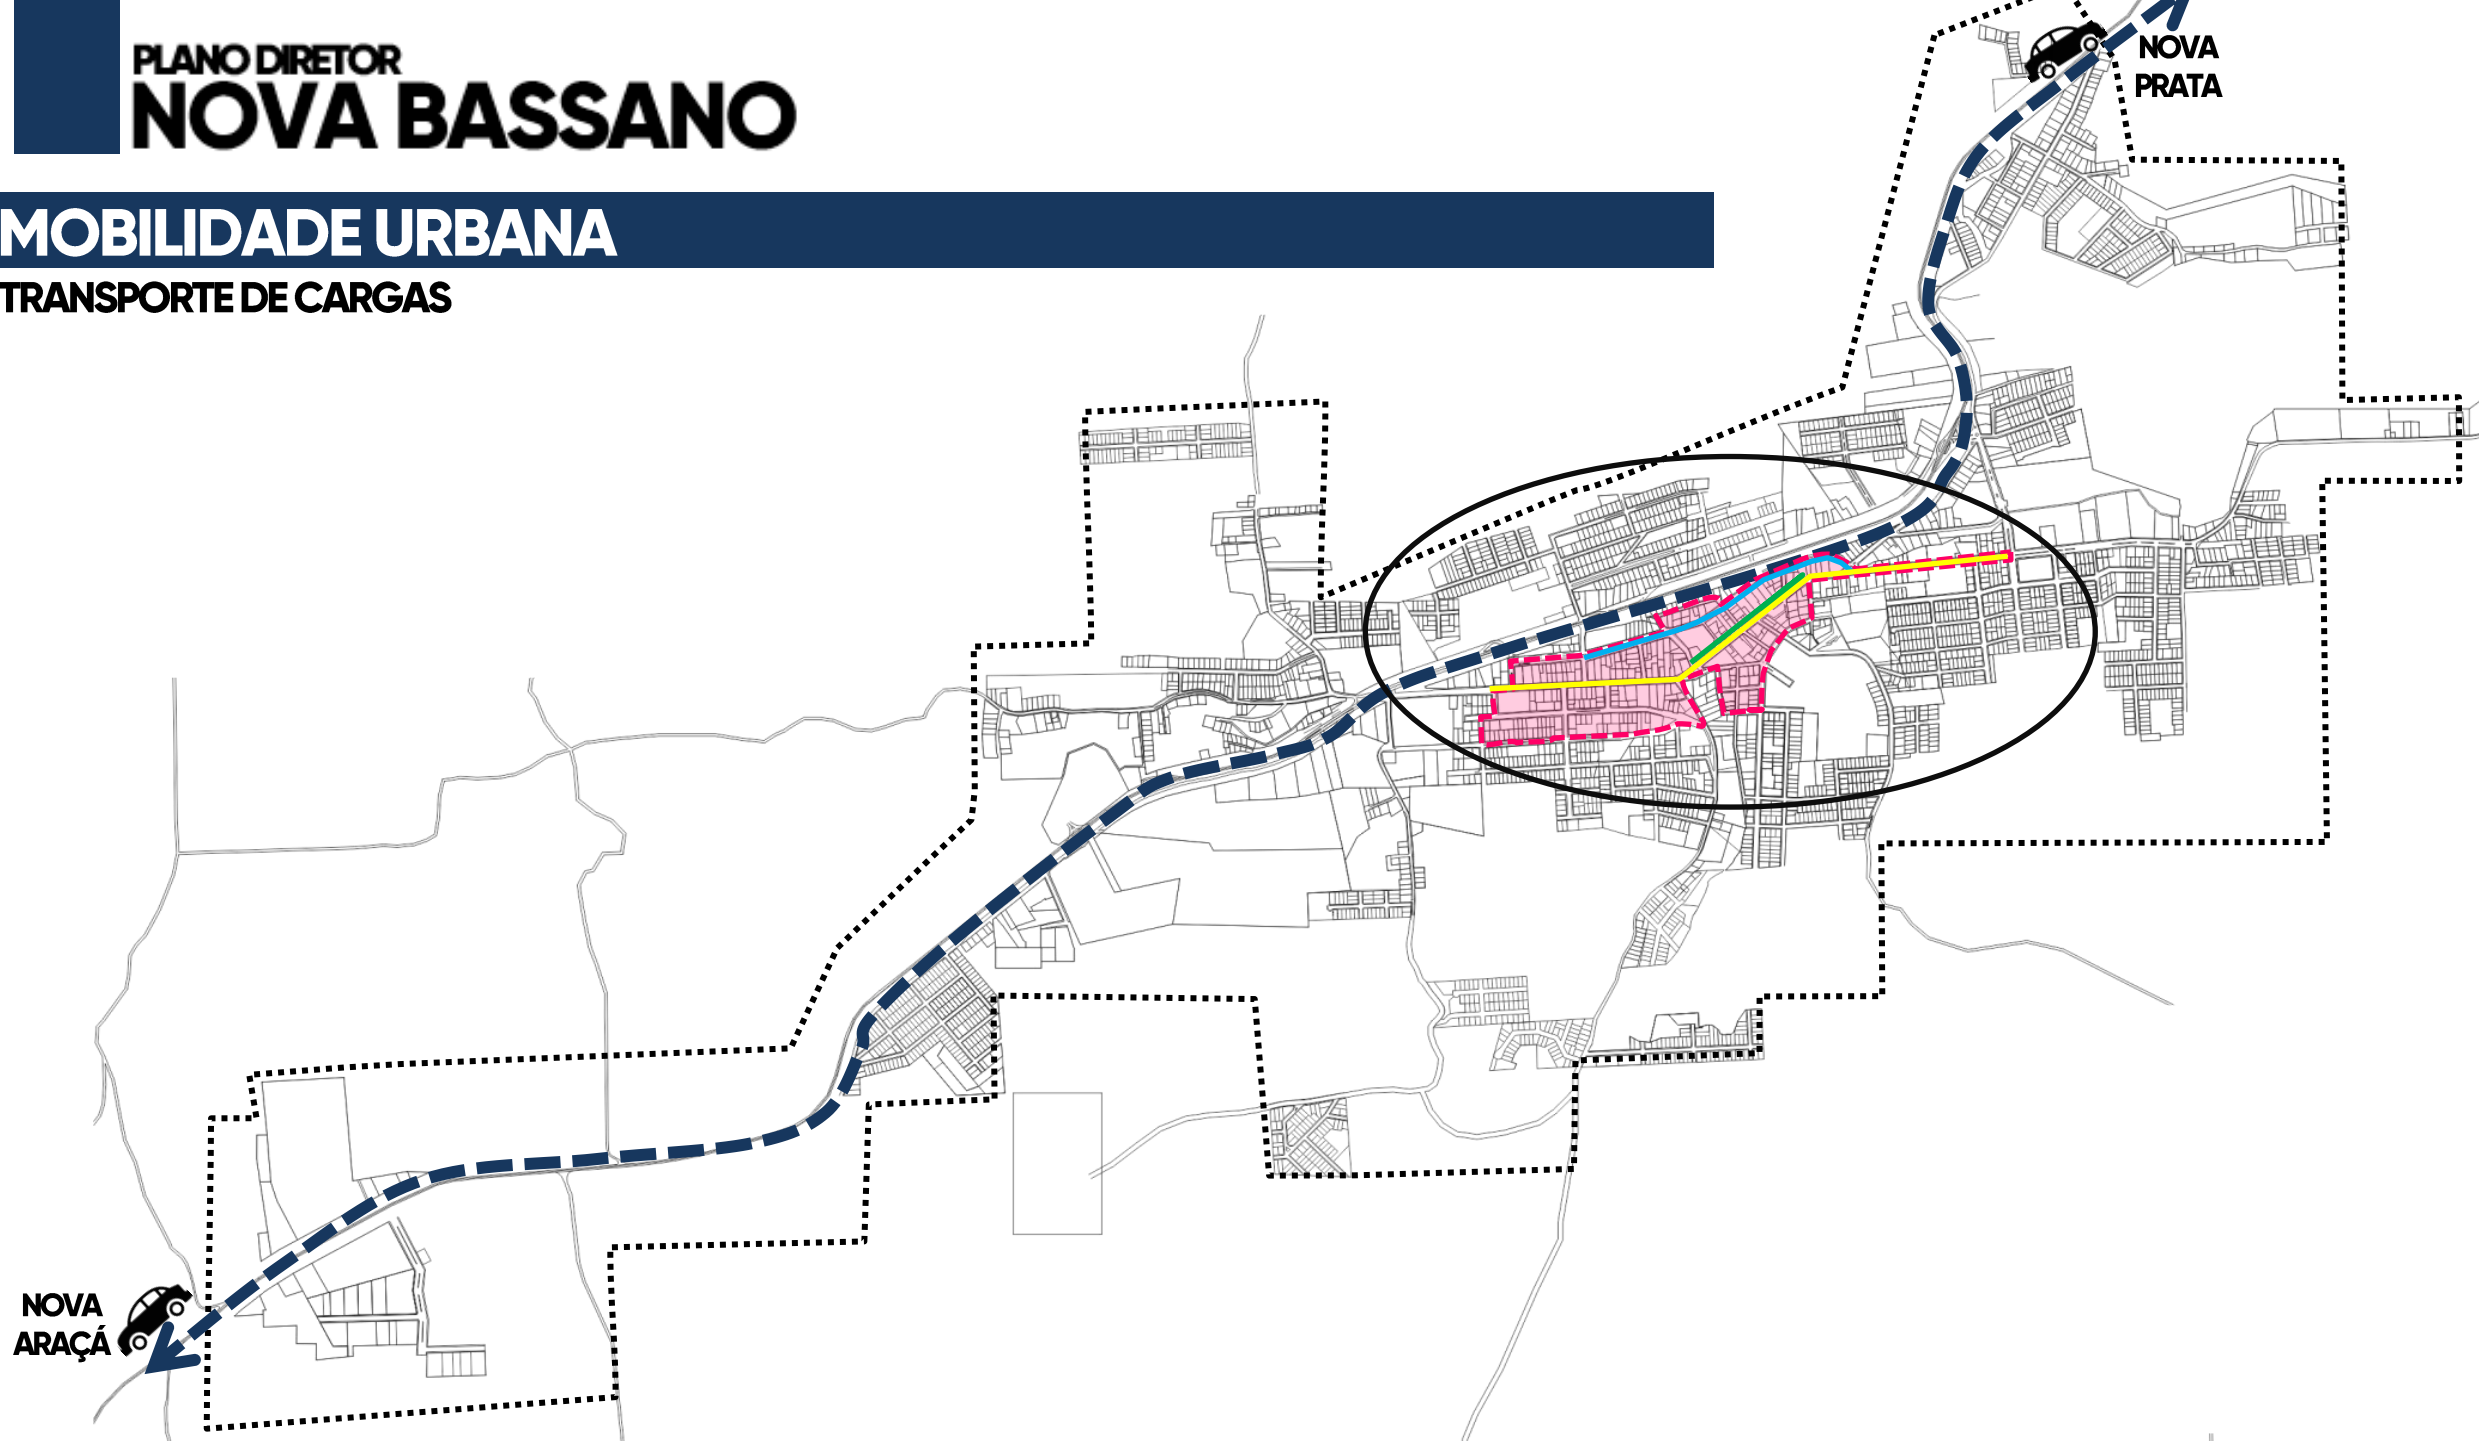 PLANO DIRETOR
NOVA BASSANO
MOBILIDADE URBANA
TRANSPORTE DE CARGAS
NOVA
PRATA
NOVA
ARAÇÁ